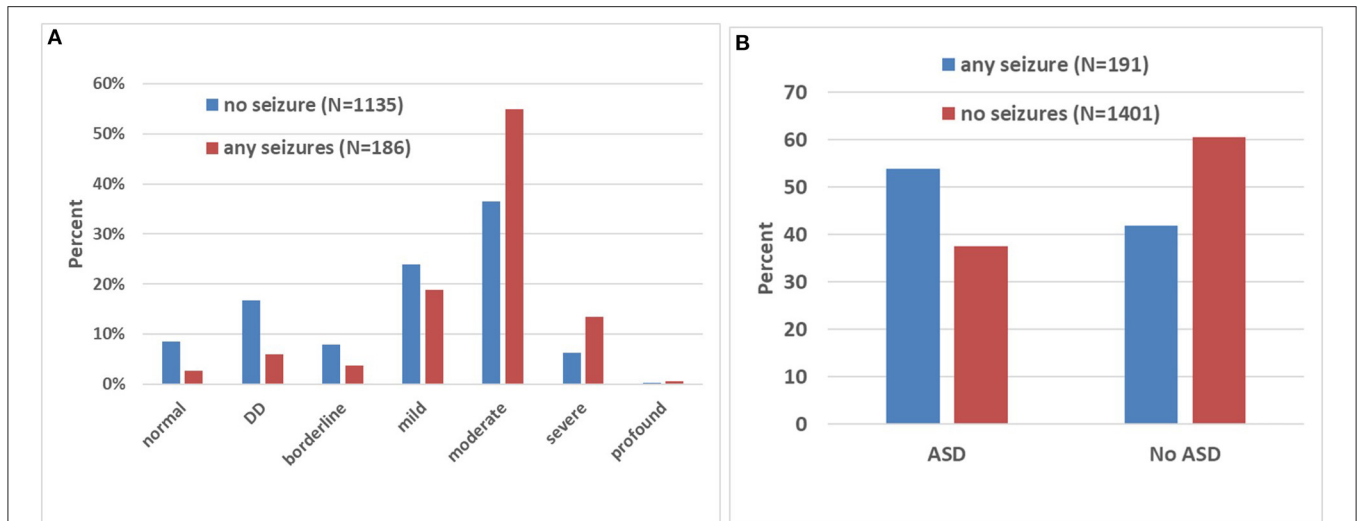 A
60%
50%
40%
30%
20%
10%
0%
Percent
no seizure (N=1135)
any seizures (N=186)
normal
DD
borderline
mild
moderate
severe
profound
B
any seizure (N=191)
no seizures (N=1401)
70
60
50
40
30
20
10
0
Percent
ASD
No ASD